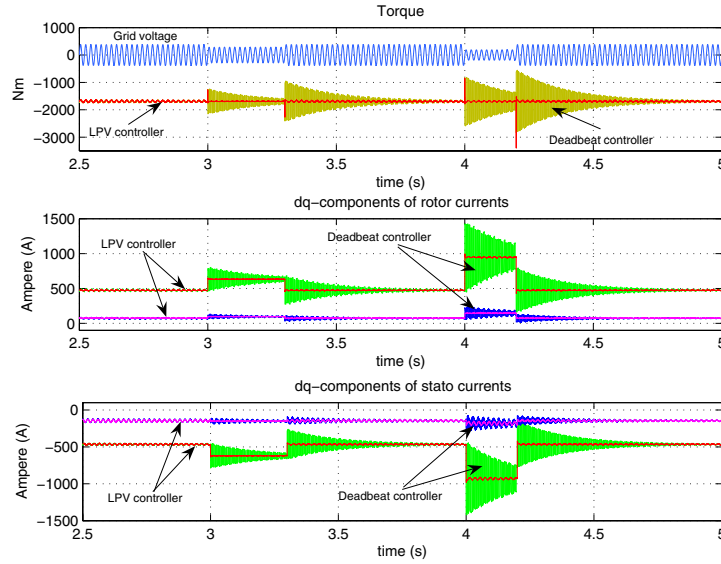 Torque
Grid voltage
1000
0
−1000
−2000
−3000
Nm
LPV controller
Deadbeat controller
2.5 3 3.5 4 4.5 5
time (s)
dq−components of rotor currents
1500
1000
500
0
Ampere (A)
LPV controller
Deadbeat controller
2.5 3 3.5 4 4.5 5
time (s)
dq−components of stato currents
0
−500
−1000
−1500
Ampere (A)
LPV controller
Deadbeat controller
2.5 3 3.5 4 4.5 5
time (s)